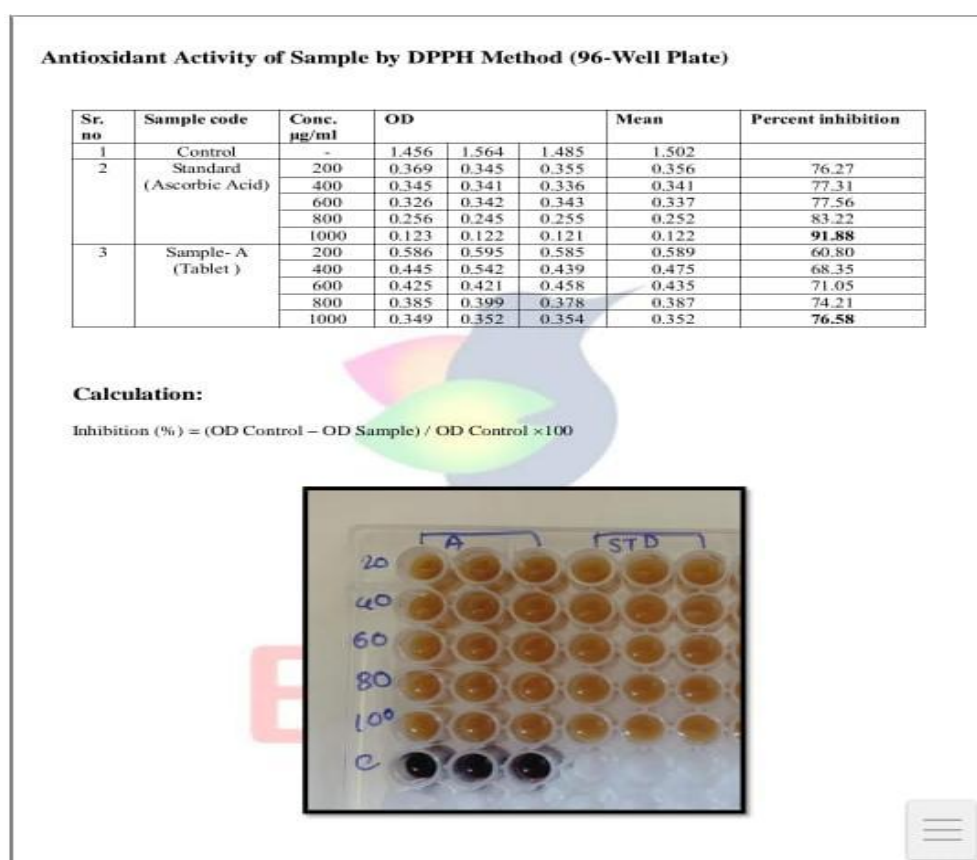 Antioxidant Activity of Sample by DPPH Method (96-Well Plate)
Sr. no Sample code Conc. µg/ml OD Mean Percent inhibition
1 Control - 1.456 1.564 1.485 1.502
2 Standard (Ascorbic Acid) 200 0.369 0.345 0.355 0.356 76.27
400 0.345 0.341 0.336 0.341 77.31
600 0.326 0.342 0.343 0.337 77.56
800 0.256 0.245 0.255 0.252 83.22
1000 0.123 0.122 0.121 0.122 91.88
3 Sample- A (Tablet ) 200 0.586 0.595 0.585 0.589 60.80
400 0.445 0.542 0.439 0.475 68.35
600 0.425 0.421 0.458 0.435 71.05
800 0.385 0.399 0.378 0.387 74.21
1000 0.349 0.352 0.354 0.352 76.58
Calculation:
Inhibition (%) = (OD Control – OD Sample) / OD Control ×100
A STD
20
40
60
80
100
C